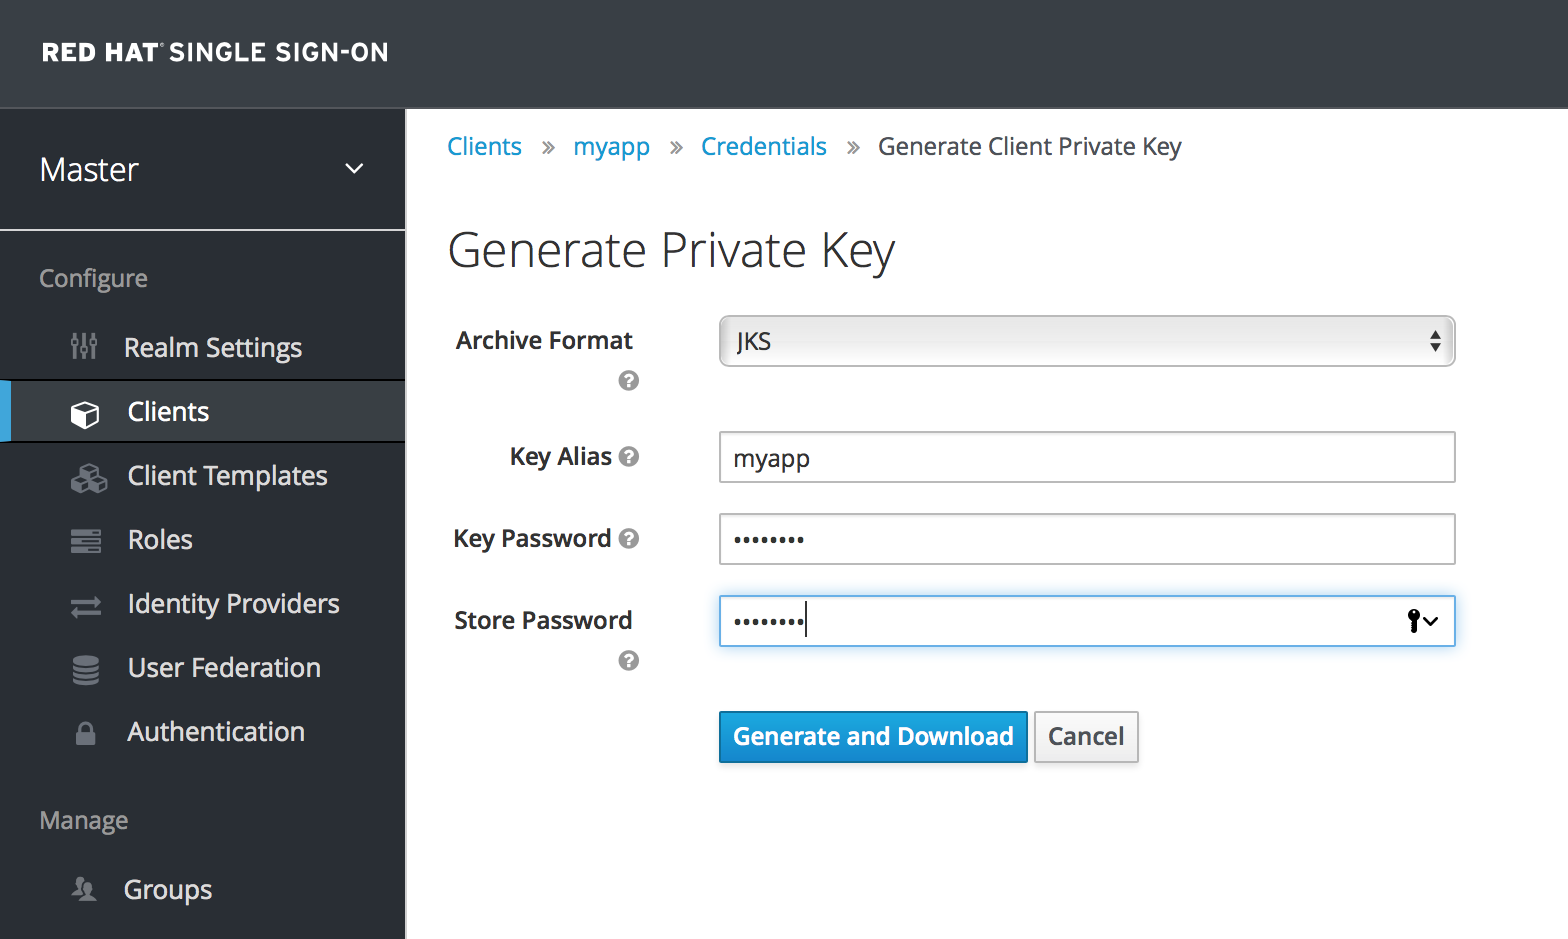 RED HAT® SINGLE SIGN-ON
Master
Configure
Realm Settings
Clients
Client Templates
Roles
Identity Providers
User Federation
Authentication
Manage
Groups
Clients » myapp » Credentials » Generate Client Private Key
Generate Private Key
Archive Format
JKS
Key Alias
myapp
Key Password
••••••••
Store Password
••••••••
Generate and Download
Cancel